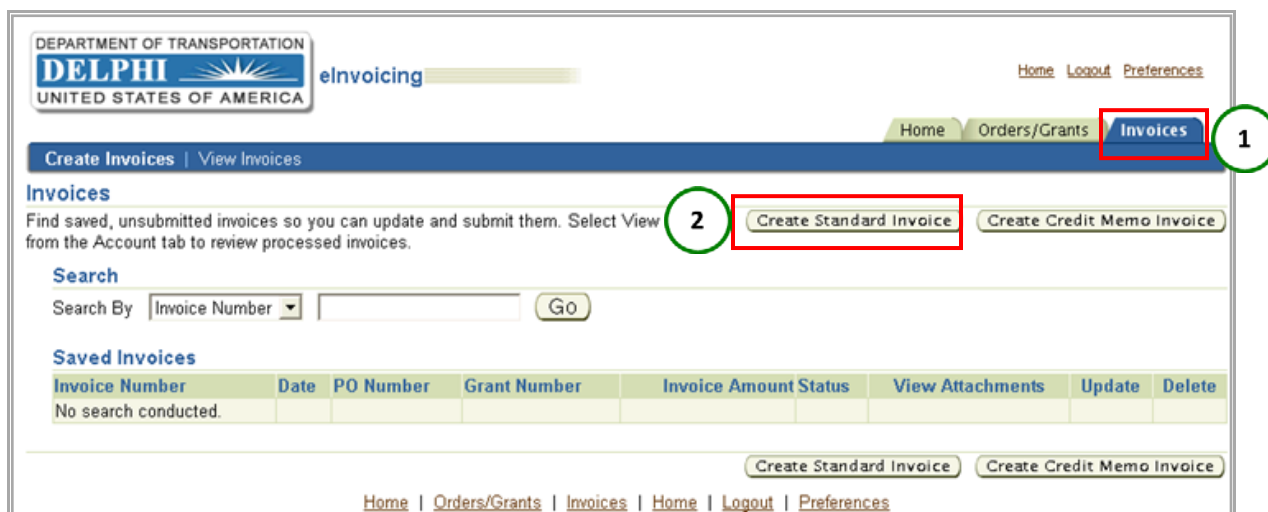 DEPARTMENT OF TRANSPORTATION
DELPHI
UNITED STATES OF AMERICA
eInvoicing
Home Logout Preferences
Home Orders/Grants Invoices
1
Create Invoices | View Invoices
Invoices
Find saved, unsubmitted invoices so you can update and submit them. Select View
from the Account tab to review processed invoices.
2
Create Standard Invoice Create Credit Memo Invoice
Search
Search By Invoice Number Go
Saved Invoices
Invoice Number Date PO Number Grant Number Invoice Amount Status View Attachments Update Delete
No search conducted.
Create Standard Invoice Create Credit Memo Invoice
Home | Orders/Grants | Invoices | Home | Logout | Preferences